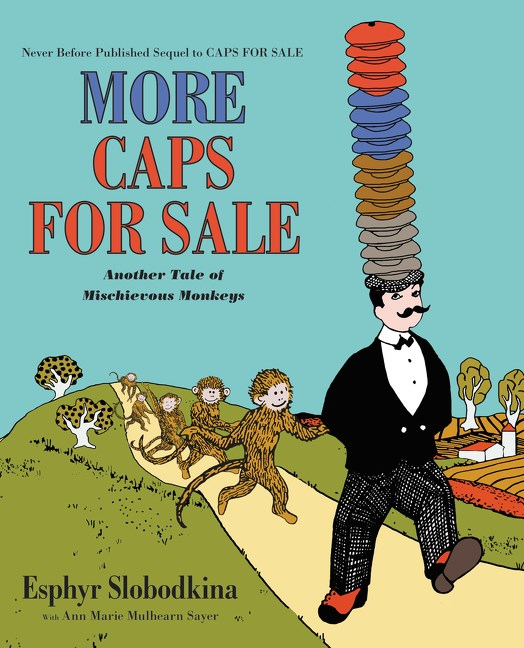 Never Before Published Sequel to CAPS FOR SALE
MORE
CAPS
FOR SALE
Another Tale of
Mischievous Monkeys
Esphyr Slobodkina
With Ann Marie Mulhearn Sayer